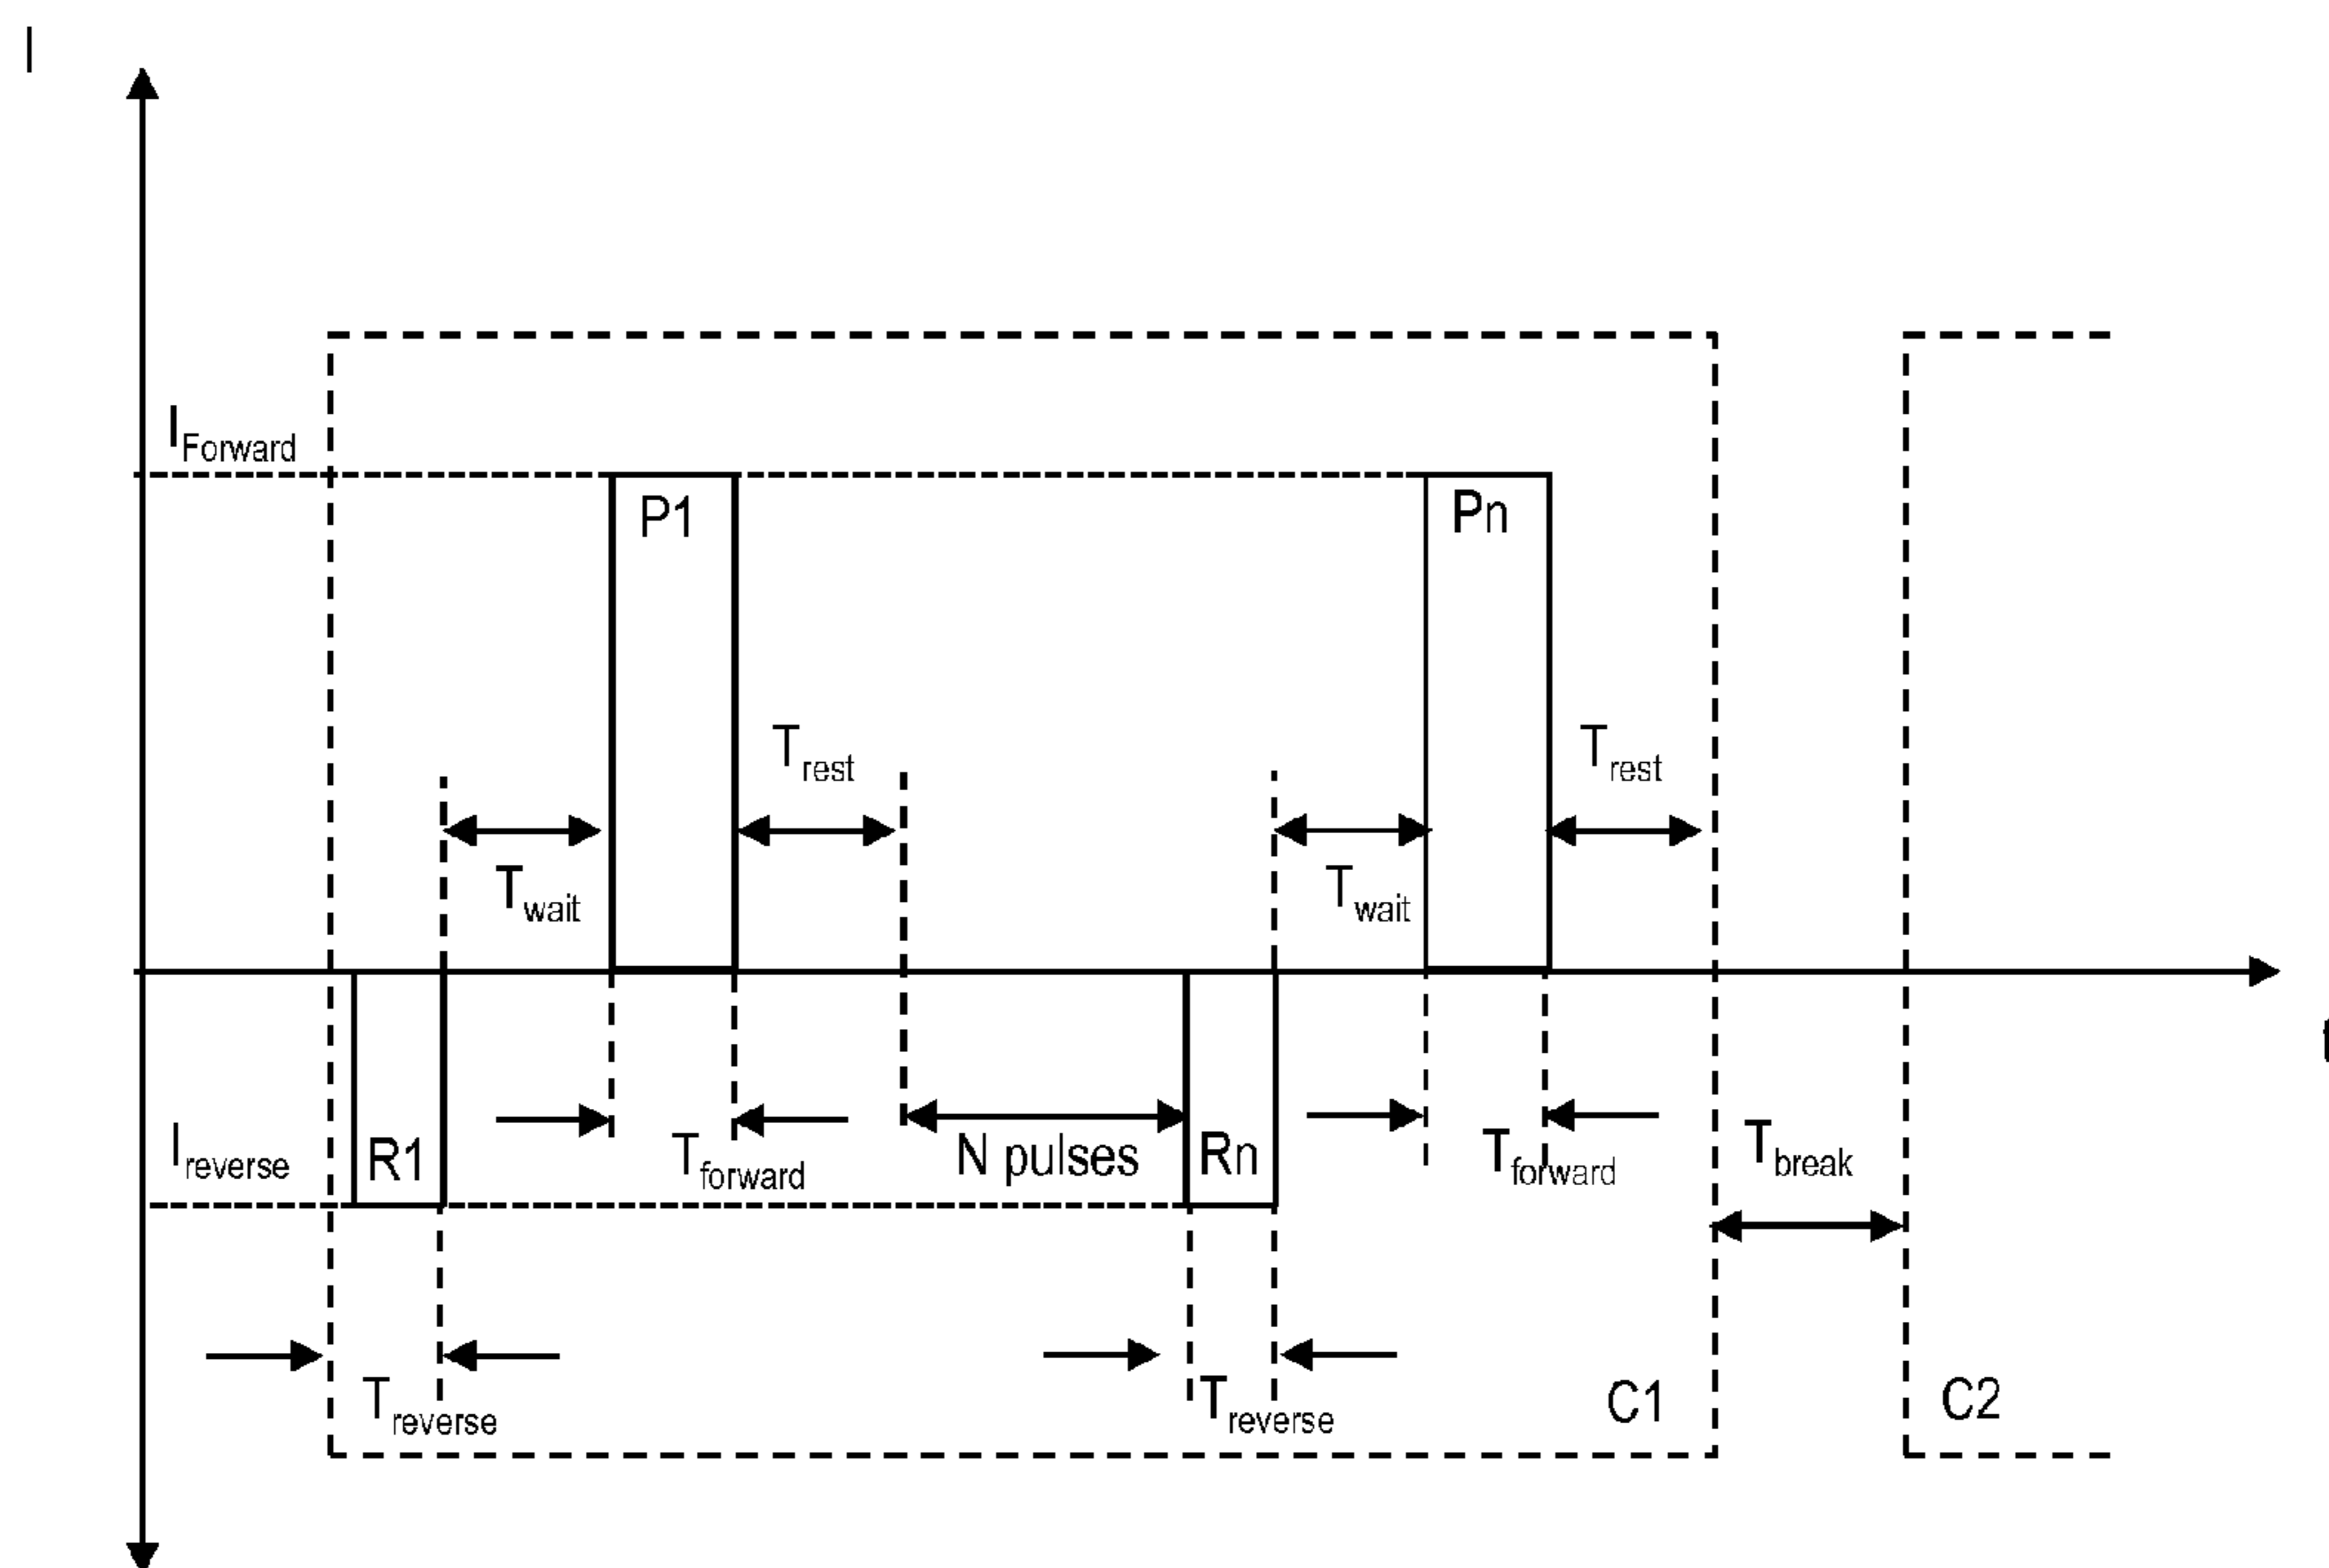 I
IForward
P1
Pn
Trest
Trest
Twait
Twait
t
Ireverse
R1
Tforward
N pulses
Rn
Tforward
Tbreak
Treverse
Treverse
C1
C2